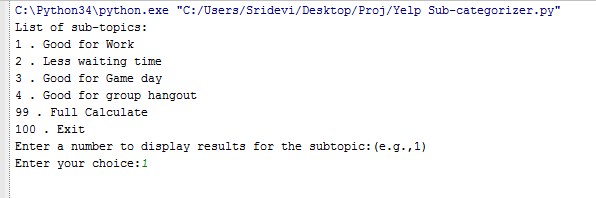 C:\Python34\python.exe "C:/Users/Sridevi/Desktop/Proj/Yelp Sub-categorizer.py"
List of sub-topics:
1 . Good for Work
2 . Less waiting time
3 . Good for Game day
4 . Good for group hangout
99 . Full Calculate
100 . Exit
Enter a number to display results for the subtopic:(e.g.,1)
Enter your choice:1